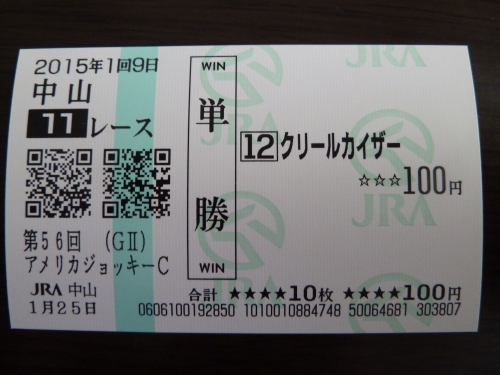 2015年1回9日
中山
11レース
第56回 (GⅡ)
アメリカジョッキーC
JRA 中山
1月25日
WIN
単勝
WIN
12クリールカイザー
☆☆☆100円
合計 ★★★★10枚 ★★★★100円
0606100192850 1010010884748 50064681 303807
JRA
JRA
JRA